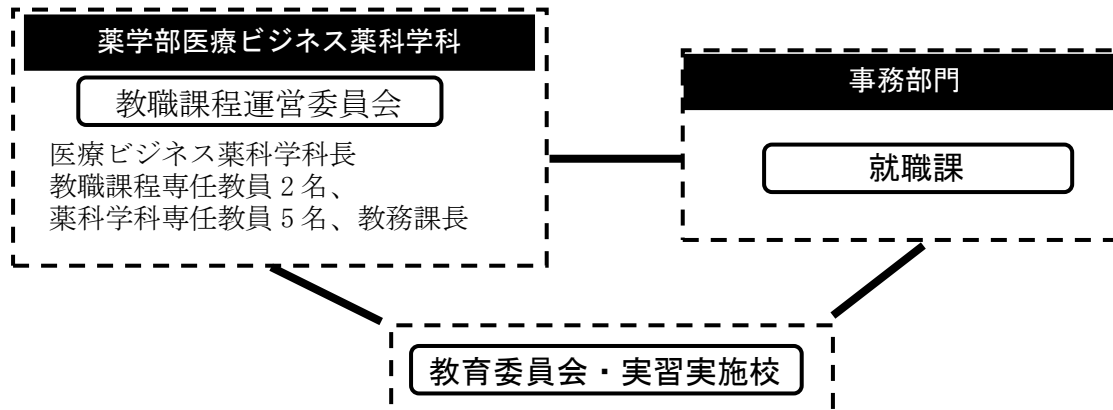 薬学部医療ビジネス薬科学科
教職課程運営委員会
医療ビジネス薬科学科長
教職課程専任教員２名、
薬科学科専任教員５名、教務課長
事務部門
就職課
教育委員会・実習実施校